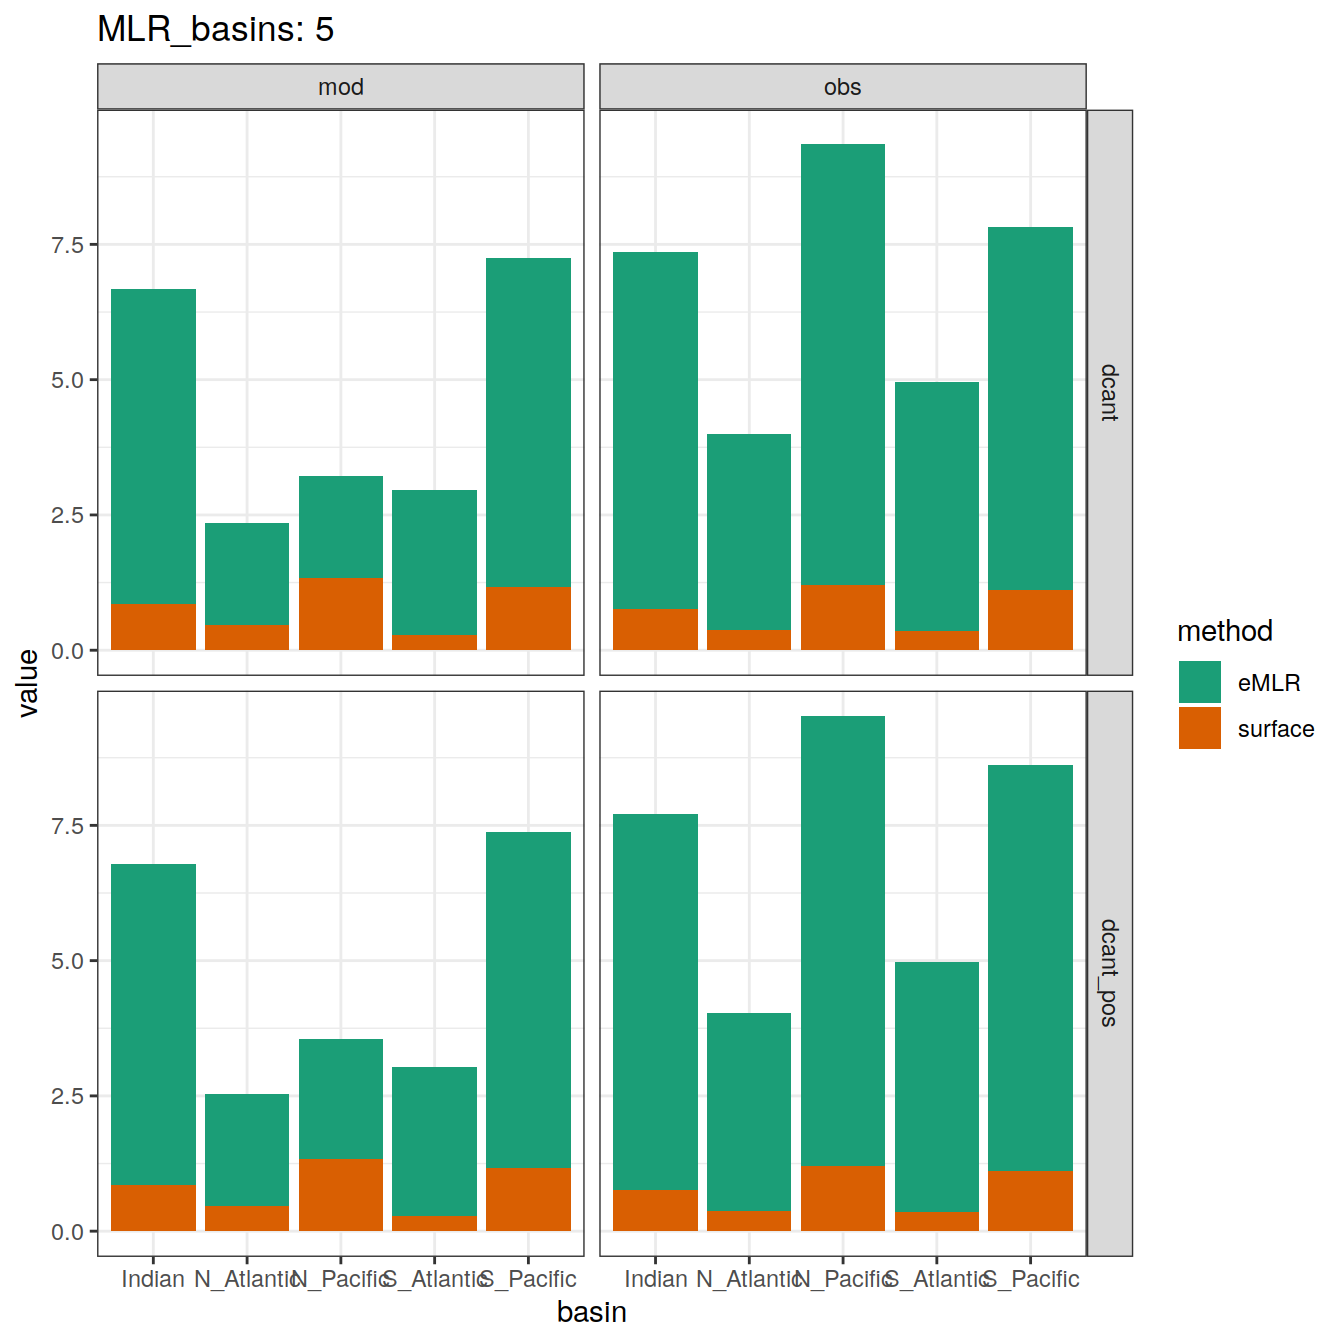 MLR_basins: 5
mod
obs
7.5
5.0
2.5
0.0
dcant
value
7.5
5.0
2.5
0.0
dcant_pos
Indian N_Atlantic N_Pacific S_Atlantic S_Pacific
Indian N_Atlantic N_Pacific S_Atlantic S_Pacific
basin
method
eMLR
surface